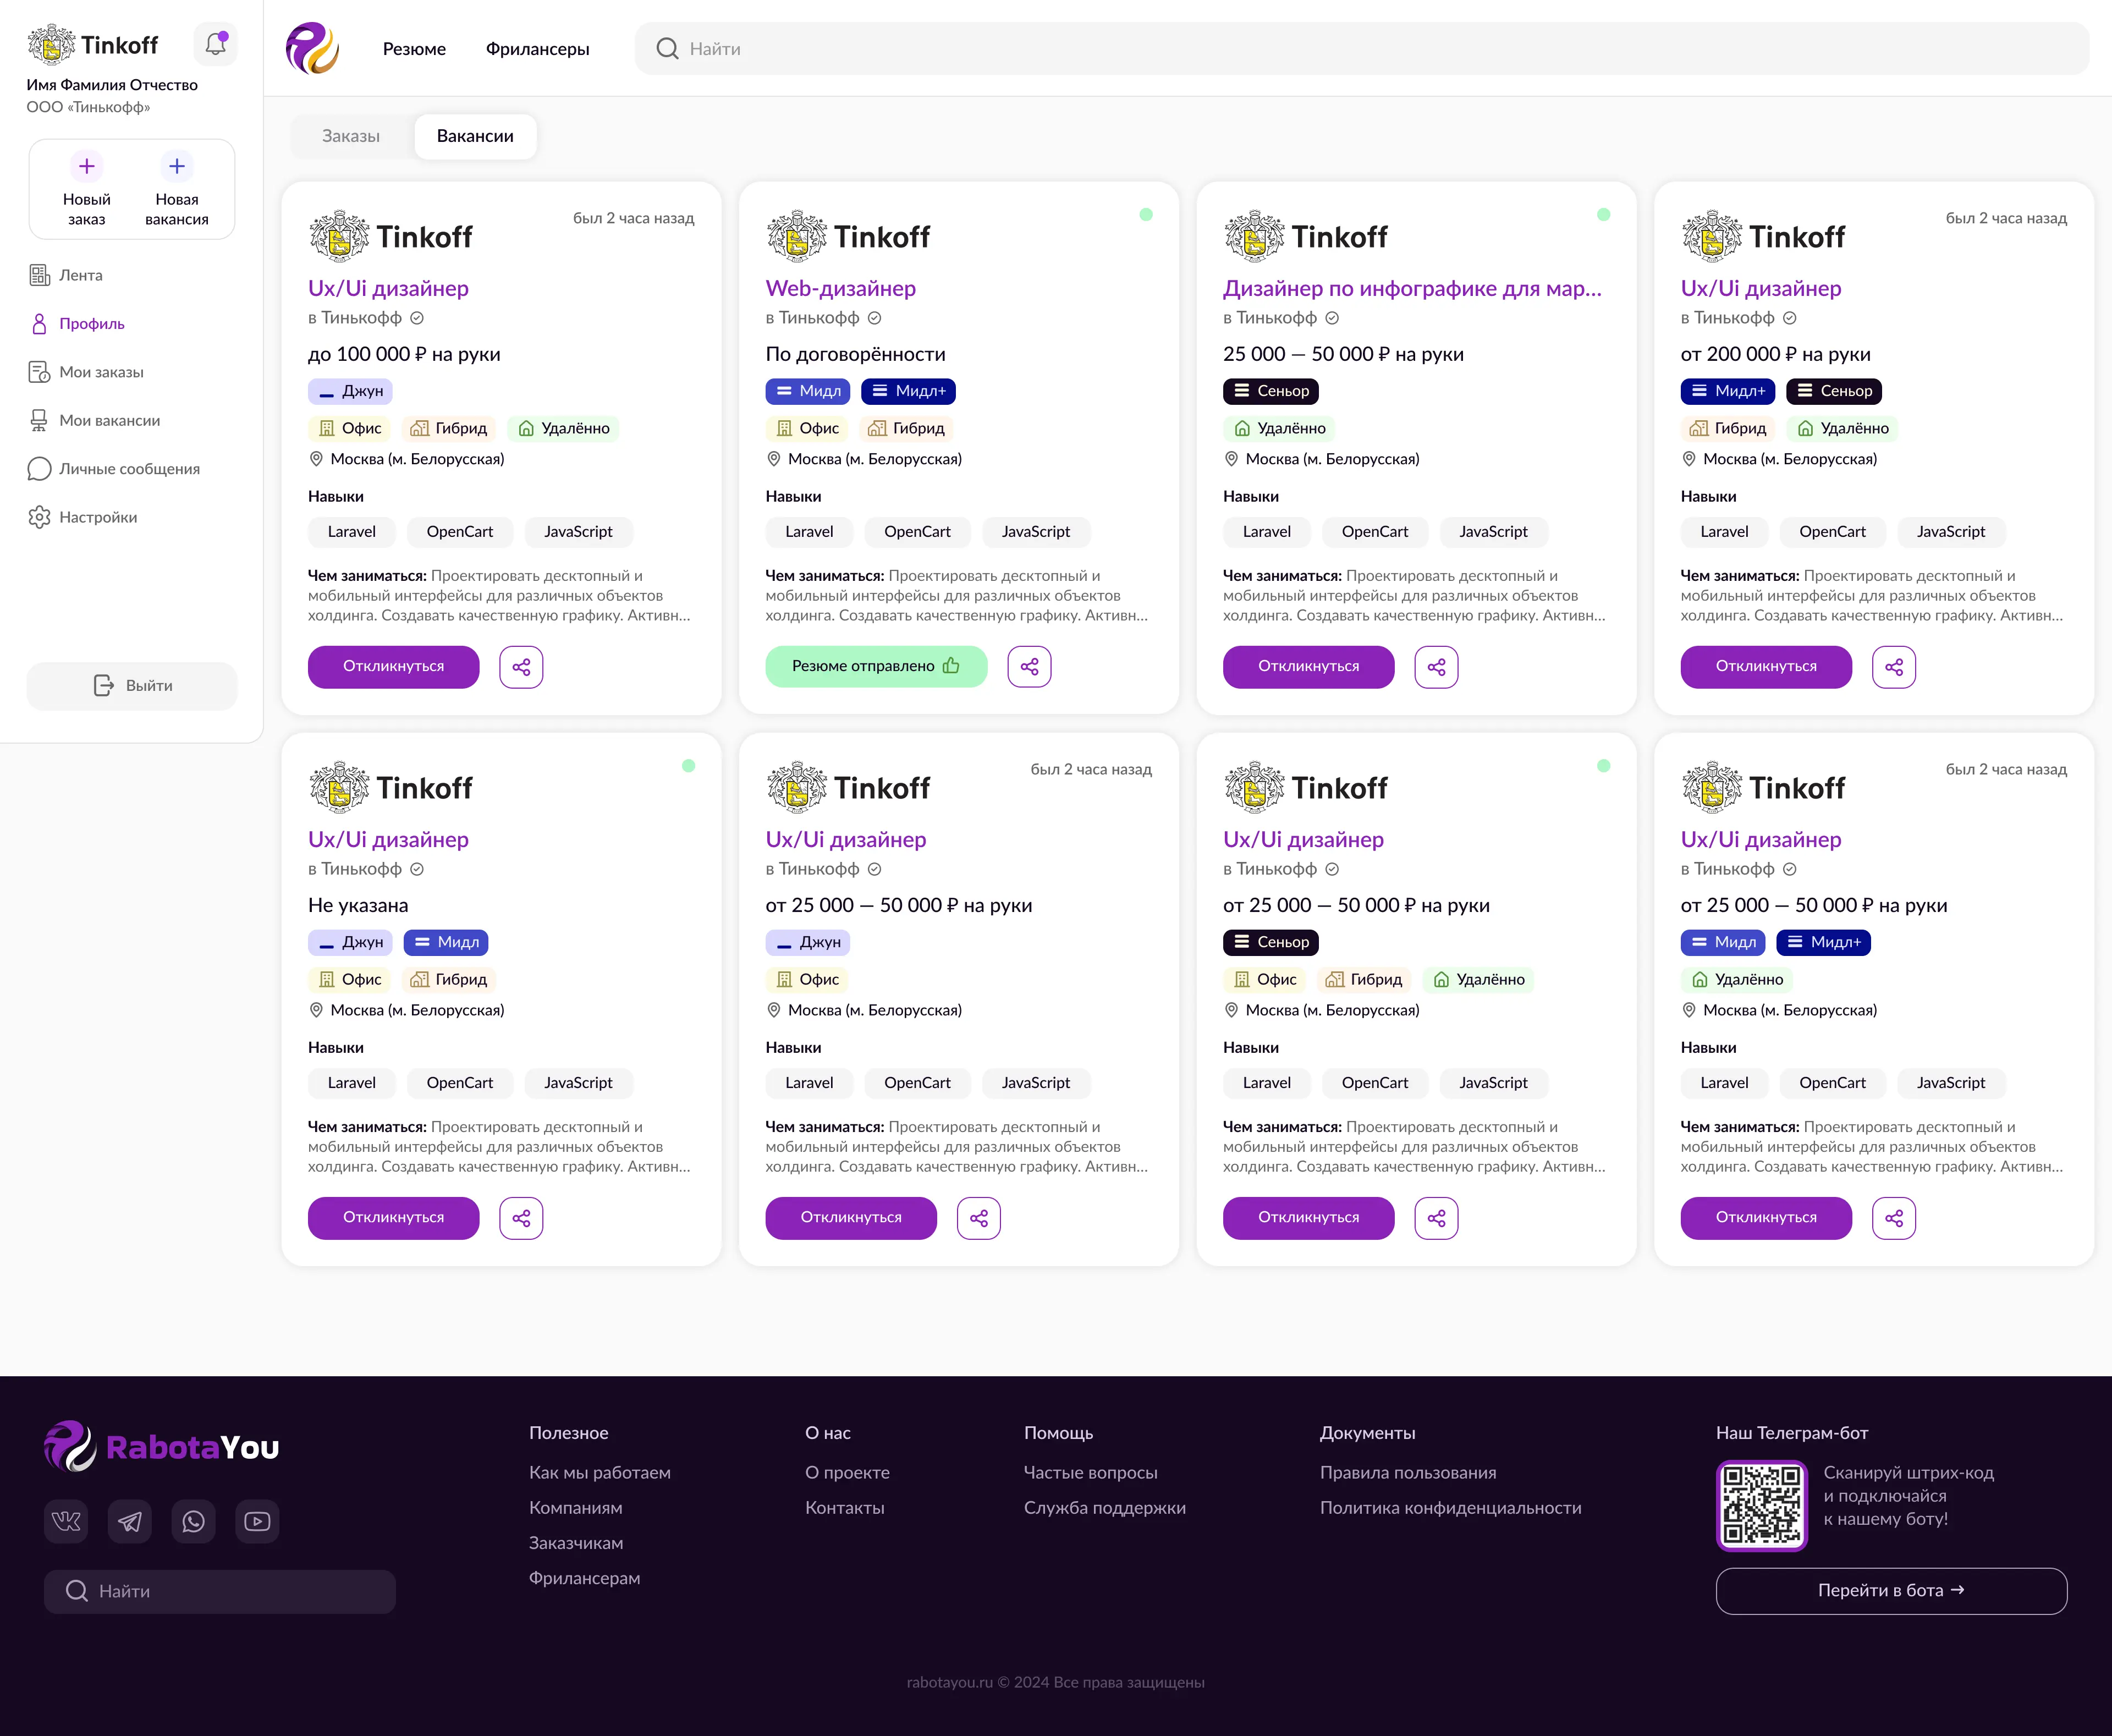 Tinkoff
Имя Фамилия Отчество
ООО «Тинькофф»
Новый
заказ
Новая
вакансия
Лента
Профиль
Мои заказы
Мои вакансии
Личные сообщения
Настройки
Выйти
Резюме
Фрилансеры
Найти
Заказы
Вакансии
Tinkoff
был 2 часа назад
Ux/Ui дизайнер
в Тинькофф
до 100 000 ₽ на руки
Джун
Офис
Гибрид
Удалённо
Москва (м. Белорусская)
Навыки
Laravel
OpenCart
JavaScript
Чем заниматься: Проектировать десктопный и
мобильный интерфейсы для различных объектов
холдинга. Создавать качественную графику. Активн...
Откликнуться
Tinkoff
Web-дизайнер
в Тинькофф
По договорённости
Мидл
Мидл+
Офис
Гибрид
Москва (м. Белорусская)
Навыки
Laravel
OpenCart
JavaScript
Чем заниматься: Проектировать десктопный и
мобильный интерфейсы для различных объектов
холдинга. Создавать качественную графику. Активн...
Резюме отправлено
Tinkoff
Дизайнер по инфографике для мар...
в Тинькофф
25 000 — 50 000 ₽ на руки
Сеньор
Удалённо
Москва (м. Белорусская)
Навыки
Laravel
OpenCart
JavaScript
Чем заниматься: Проектировать десктопный и
мобильный интерфейсы для различных объектов
холдинга. Создавать качественную графику. Активн...
Откликнуться
Tinkoff
был 2 часа назад
Ux/Ui дизайнер
в Тинькофф
от 200 000 ₽ на руки
Мидл+
Сеньор
Гибрид
Удалённо
Москва (м. Белорусская)
Навыки
Laravel
OpenCart
JavaScript
Чем заниматься: Проектировать десктопный и
мобильный интерфейсы для различных объектов
холдинга. Создавать качественную графику. Активн...
Откликнуться
Tinkoff
Ux/Ui дизайнер
в Тинькофф
Не указана
Джун
Мидл
Офис
Гибрид
Москва (м. Белорусская)
Навыки
Laravel
OpenCart
JavaScript
Чем заниматься: Проектировать десктопный и
мобильный интерфейсы для различных объектов
холдинга. Создавать качественную графику. Активн...
Откликнуться
Tinkoff
был 2 часа назад
Ux/Ui дизайнер
в Тинькофф
от 25 000 — 50 000 ₽ на руки
Джун
Офис
Москва (м. Белорусская)
Навыки
Laravel
OpenCart
JavaScript
Чем заниматься: Проектировать десктопный и
мобильный интерфейсы для различных объектов
холдинга. Создавать качественную графику. Активн...
Откликнуться
Tinkoff
Ux/Ui дизайнер
в Тинькофф
от 25 000 — 50 000 ₽ на руки
Сеньор
Офис
Гибрид
Удалённо
Москва (м. Белорусская)
Навыки
Laravel
OpenCart
JavaScript
Чем заниматься: Проектировать десктопный и
мобильный интерфейсы для различных объектов
холдинга. Создавать качественную графику. Активн...
Откликнуться
Tinkoff
был 2 часа назад
Ux/Ui дизайнер
в Тинькофф
от 25 000 — 50 000 ₽ на руки
Мидл
Мидл+
Удалённо
Москва (м. Белорусская)
Навыки
Laravel
OpenCart
JavaScript
Чем заниматься: Проектировать десктопный и
мобильный интерфейсы для различных объектов
холдинга. Создавать качественную графику. Активн...
Откликнуться
RabotaYou
Найти
Полезное
Как мы работаем
Компаниям
Заказчикам
Фрилансерам
О нас
О проекте
Контакты
Помощь
Частые вопросы
Служба поддержки
Документы
Правила пользования
Политика конфиденциальности
Наш Телеграм-бот
Сканируй штрих-код
и подключайся
к нашему боту!
Перейти в бота →
rabotayou.ru © 2024 Все права защищены